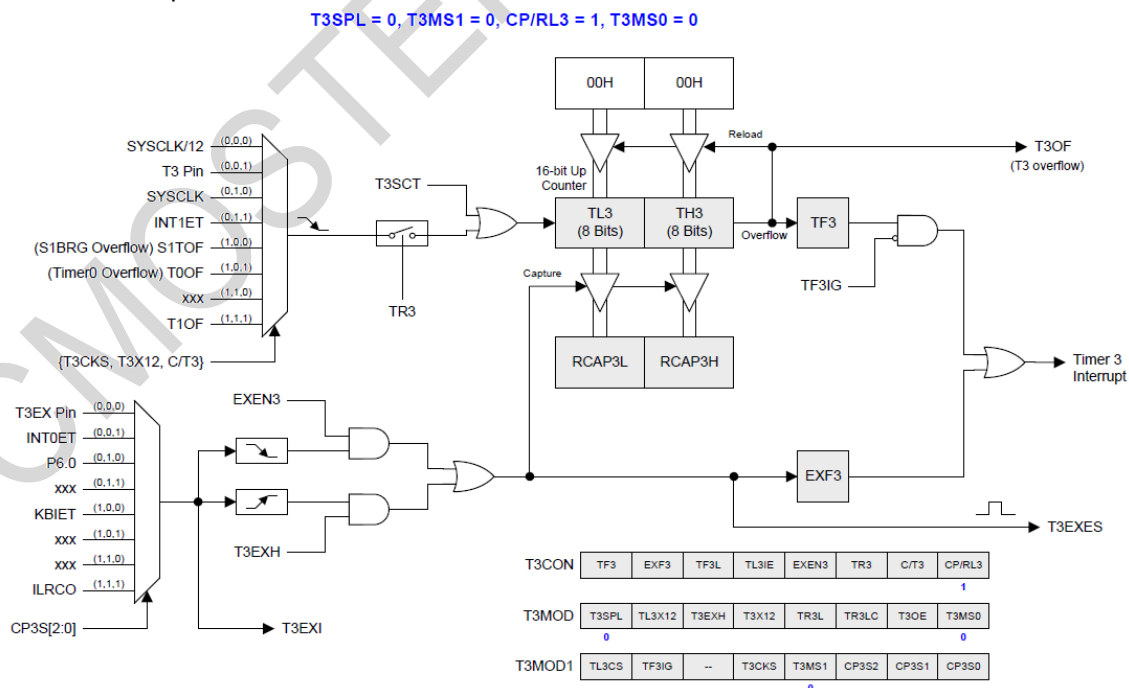 T3SPL = 0, T3MS1 = 0, CP/RL3 = 1, T3MS0 = 0
00H 00H
SYSCLK/12 (0,0,0)
T3 Pin (0,0,1)
SYSCLK (0,1,0)
INT1ET (0,1,1)
(S1BRG Overflow) S1TOF (1,0,0)
(Timer0 Overflow) T0OF (1,0,1)
xxx (1,1,0)
T1OF (1,1,1)
{T3CKS, T3X12, C/T3}
TR3
T3SCT
16-bit Up
Counter
Reload
T3OF
(T3 overflow)
TL3
(8 Bits)
TH3
(8 Bits)
Overflow
TF3
TF3IG
Capture
RCAP3L RCAP3H
Timer 3
Interrupt
T3EX Pin (0,0,0)
INT0ET (0,0,1)
P6.0 (0,1,0)
xxx (0,1,1)
KBIET (1,0,0)
xxx (1,0,1)
xxx (1,1,0)
ILRCO (1,1,1)
CP3S[2:0]
EXEN3
T3EXH
T3EXI
EXF3
T3EXES
T3CON TF3 EXF3 TF3L TL3IE EXEN3 TR3 C/T3 CP/RL3
1
T3MOD T3SPL TL3X12 T3EXH T3X12 TR3L TR3LC T3OE T3MS0
0 0
T3MOD1 TL3CS TF3IG -- T3CKS T3MS1 CP3S2 CP3S1 CP3S0
0